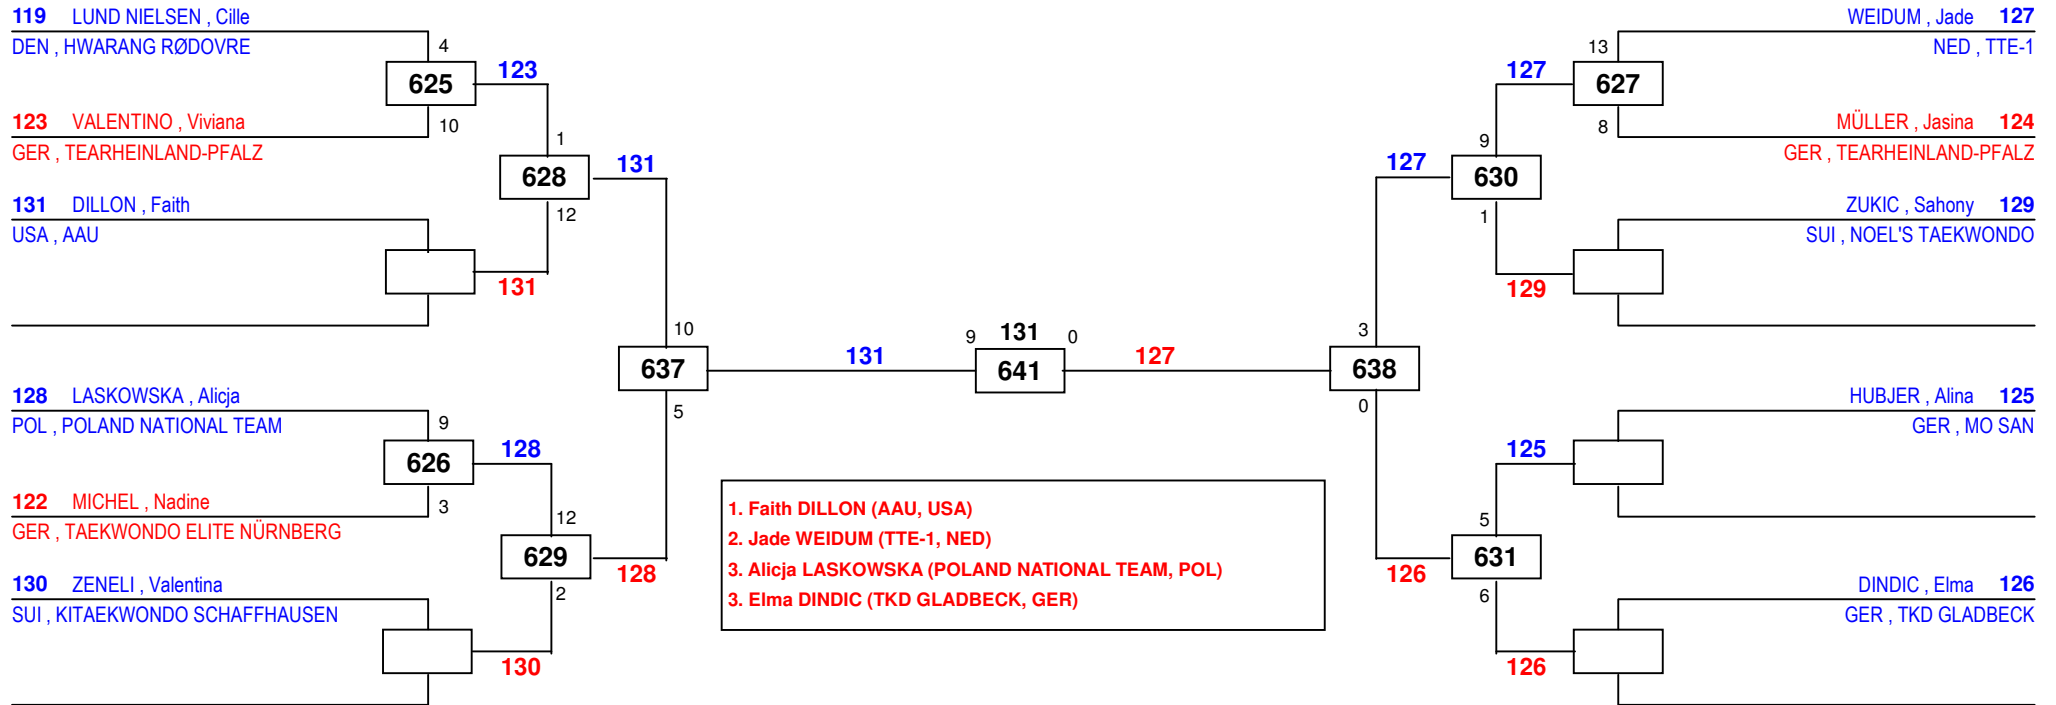 119 LUND NIELSEN , Cille
DEN , HWARANG RØDOVRE
4
625
123
10
123 VALENTINO , Viviana
GER , TEARHEINLAND-PFALZ
1
628
131
12
131 DILLON , Faith
USA , AAU
131
10
637
131
5
128 LASKOWSKA , Alicja
POL , POLAND NATIONAL TEAM
9
626
128
3
122 MICHEL , Nadine
GER , TAEKWONDO ELITE NÜRNBERG
12
629
128
2
130 ZENELI , Valentina
SUI , KITAEKWONDO SCHAFFHAUSEN
130
9 131 0
641
127
1. Faith DILLON (AAU, USA)
2. Jade WEIDUM (TTE-1, NED)
3. Alicja LASKOWSKA (POLAND NATIONAL TEAM, POL)
3. Elma DINDIC (TKD GLADBECK, GER)
WEIDUM , Jade 127
NED , TTE-1
13
127
627
8
MÜLLER , Jasina 124
GER , TEARHEINLAND-PFALZ
9
127
630
1
ZUKIC , Sahony 129
SUI , NOEL'S TAEKWONDO
129
3
638
0
HUBJER , Alina 125
GER , MO SAN
125
5
631
126
6
DINDIC , Elma 126
GER , TKD GLADBECK
126